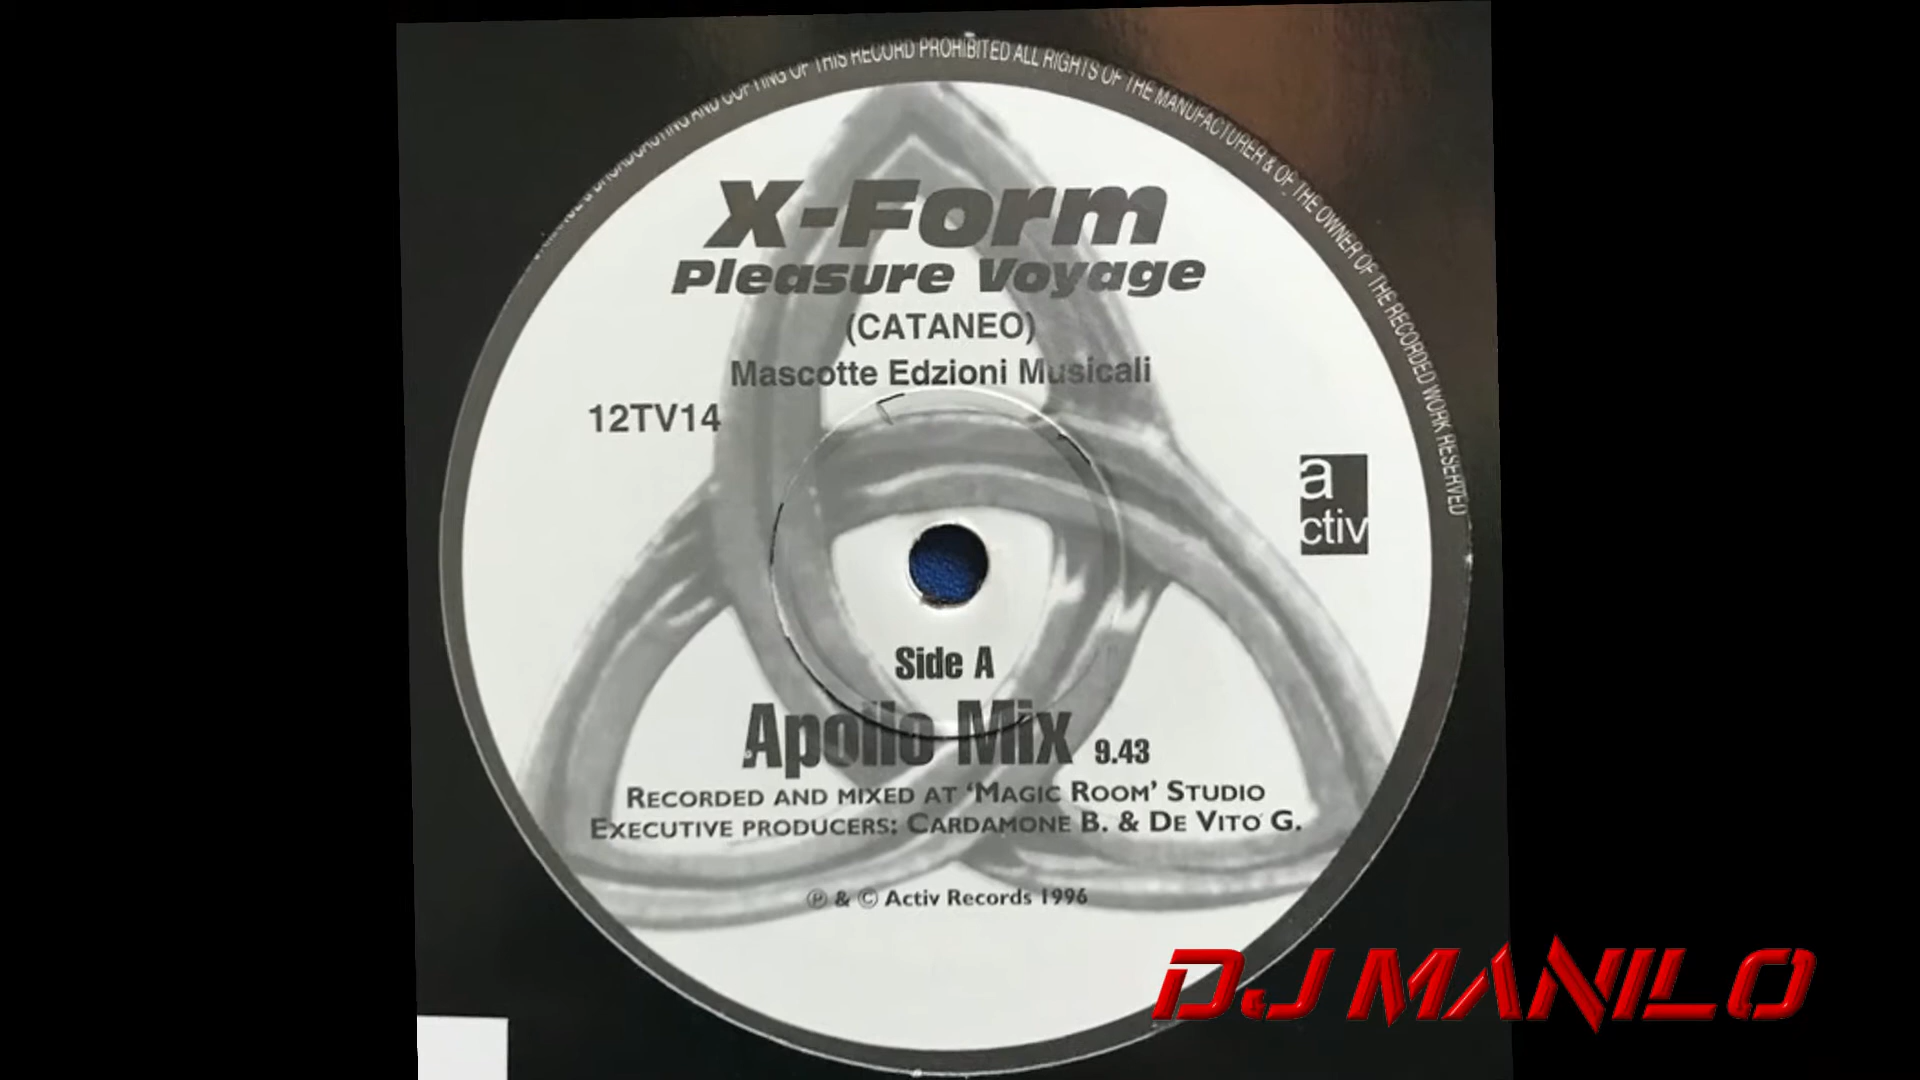 COPYING OF THIS RECORD PROHIBITED ALL RIGHTS OF THE MANUFACTURER & OF THE OWNER OF THE RECORDED WORK RESERVED
X-Form
Pleasure Voyage
(CATANEO)
Mascotte Edzioni Musicali
12TV14
a
ctiv
Side A
Apollo Mix 9.43
RECORDED AND MIXED AT 'MAGIC ROOM' STUDIO
EXECUTIVE PRODUCERS: CARDAMONE B. & DE VITO G.
℗ & © Activ Records 1996
DJ MANILO